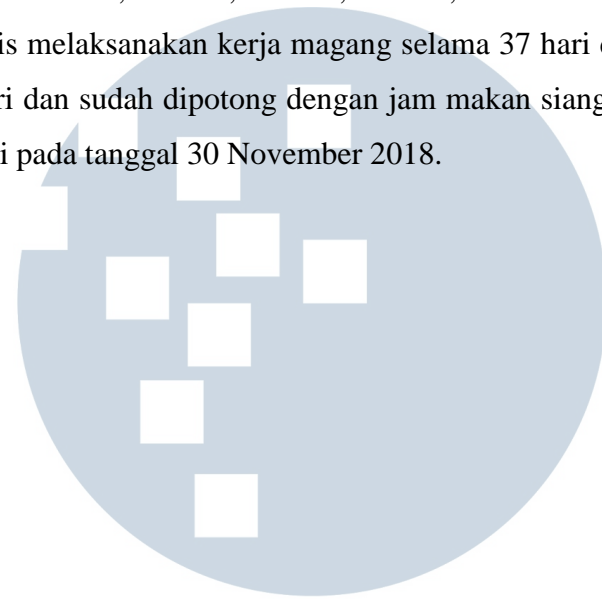 is melaksanakan kerja magang selama 37 hari
ri dan sudah dipotong dengan jam makan siang
i pada tanggal 30 November 2018.